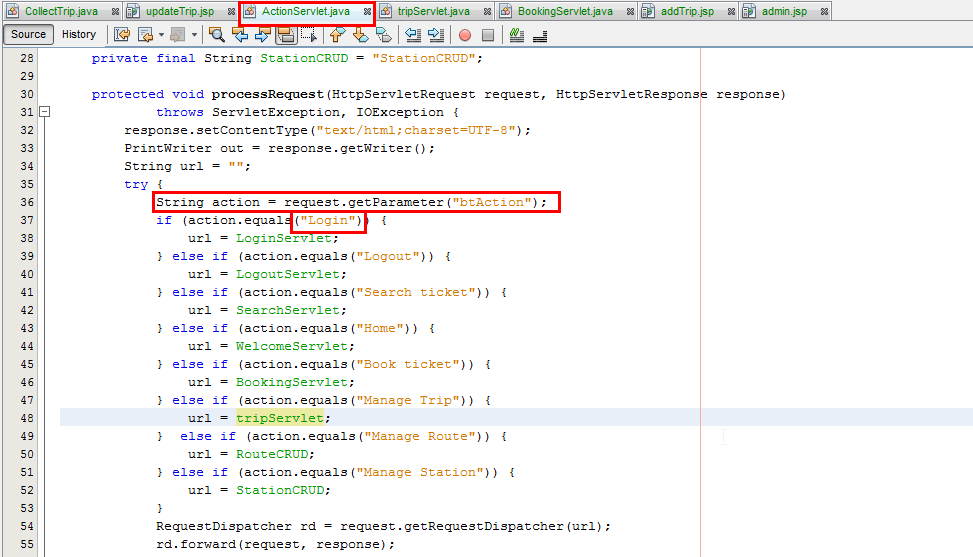 CollectTrip.java updateTrip.jsp ActionServlet.java tripServlet.java BookingServlet.java addTrip.jsp admin.jsp
Source History
28 private final String StationCRUD = "StationCRUD";
29
30 protected void processRequest(HttpServletRequest request, HttpServletResponse response)
31 throws ServletException, IOException {
32 response.setContentType("text/html;charset=UTF-8");
33 PrintWriter out = response.getWriter();
34 String url = "";
35 try {
36 String action = request.getParameter("btAction");
37 if (action.equals("Login")) {
38 url = LoginServlet;
39 } else if (action.equals("Logout")) {
40 url = LogoutServlet;
41 } else if (action.equals("Search ticket")) {
42 url = SearchServlet;
43 } else if (action.equals("Home")) {
44 url = WelcomeServlet;
45 } else if (action.equals("Book ticket")) {
46 url = BookingServlet;
47 } else if (action.equals("Manage Trip")) {
48 url = tripServlet;
49 } else if (action.equals("Manage Route")) {
50 url = RouteCRUD;
51 } else if (action.equals("Manage Station")) {
52 url = StationCRUD;
53 }
54 RequestDispatcher rd = request.getRequestDispatcher(url);
55 rd.forward(request, response);